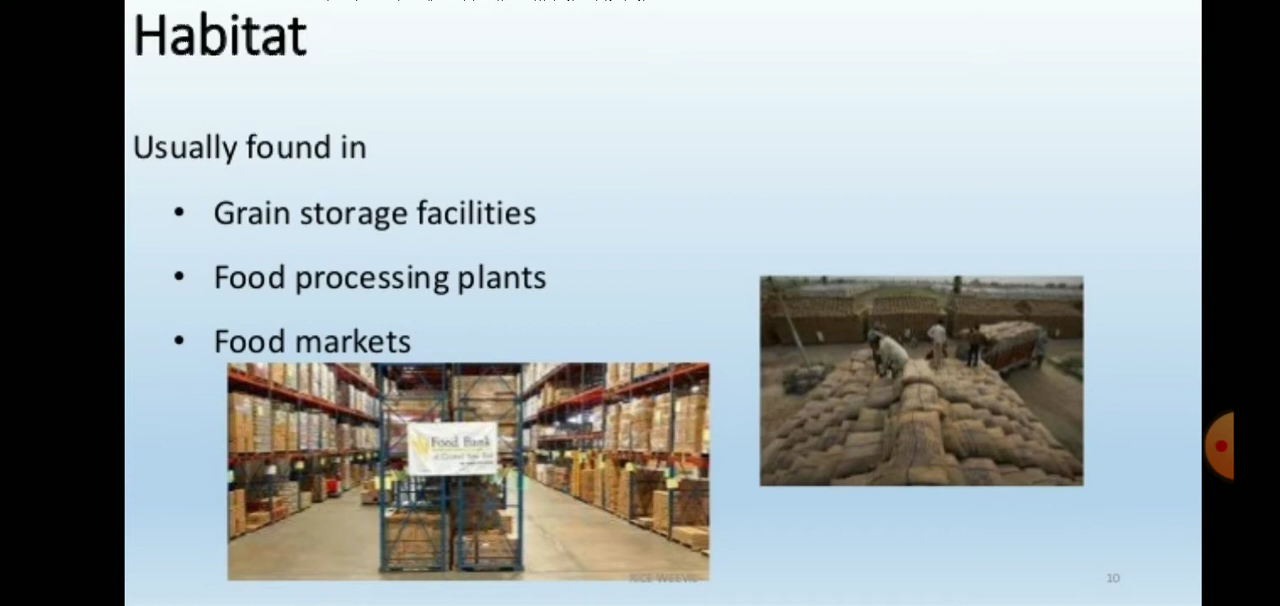 Habitat
Usually found in
• Grain storage facilities
• Food processing plants
• Food markets
Food Bank
RICE WEEVIL
10